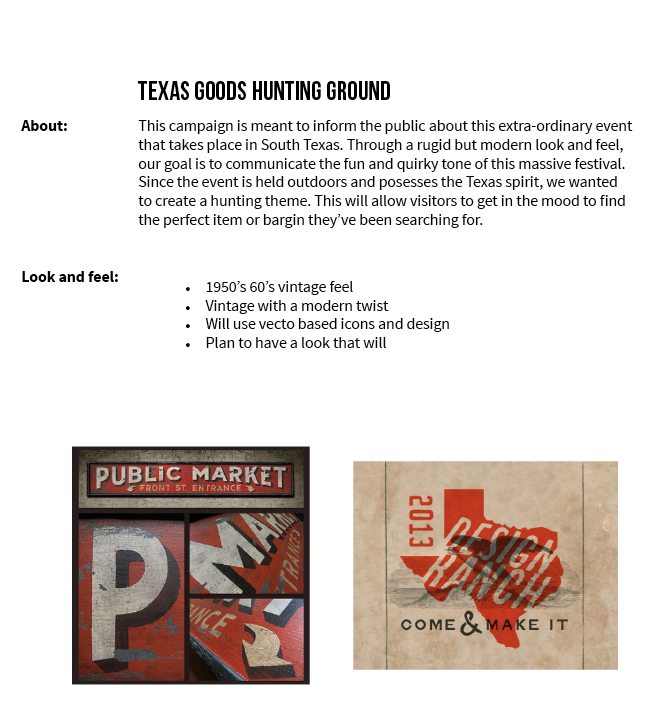 TEXAS GOODS HUNTING GROUND
About:
This campaign is meant to inform the public about this extra-ordinary event
that takes place in South Texas. Through a rugid but modern look and feel,
our goal is to communicate the fun and quirky tone of this massive festival.
Since the event is held outdoors and posesses the Texas spirit, we wanted
to create a hunting theme. This will allow visitors to get in the mood to find
the perfect item or bargin they've been searching for.
Look and feel:
• 1950's 60's vintage feel
• Vintage with a modern twist
• Will use vecto based icons and design
• Plan to have a look that will
PUBLIC MARKET
FRONT ST. ENTRANCE
P
MARK
TRANCE
ANCE
2013
DESIGN
RANCH
COME & MAKE IT